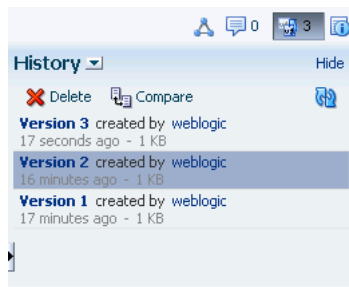 0 3
History Hide
Delete Compare
Version 3 created by weblogic
17 seconds ago - 1 KB
Version 2 created by weblogic
16 minutes ago - 1 KB
Version 1 created by weblogic
17 minutes ago - 1 KB